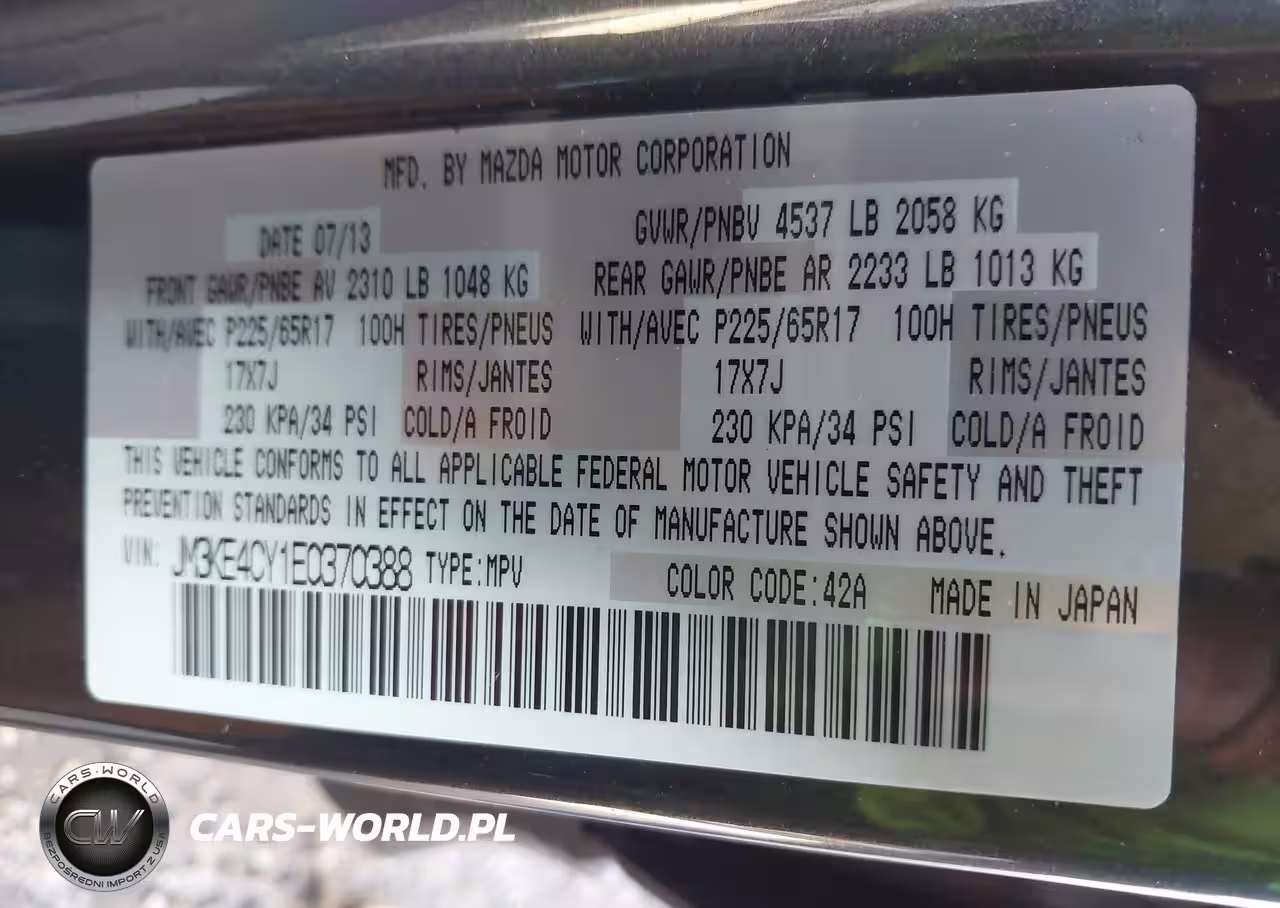 MFD. BY MAZDA MOTOR CORPORATION
DATE 07/13 GVWR/PNBV 4537 LB 2058 KG
FRONT GAWR/PNBE AV 2310 LB 1048 KG REAR GAWR/PNBE AR 2233 LB 1013 KG
WITH/AVEC P225/65R17 100H TIRES/PNEUS WITH/AVEC P225/65R17 100H TIRES/PNEUS
17X7J RIMS/JANTES 17X7J RIMS/JANTES
230 KPA/34 PSI COLD/A FROID 230 KPA/34 PSI COLD/A FROID
THIS VEHICLE CONFORMS TO ALL APPLICABLE FEDERAL MOTOR VEHICLE SAFETY AND THEFT
PREVENTION STANDARDS IN EFFECT ON THE DATE OF MANUFACTURE SHOWN ABOVE.
VIN: JM3KE4CY1E0370388 TYPE:MPV COLOR CODE:42A MADE IN JAPAN
CARS-WORLD
CW
BEZPOŚREDNI IMPORT Z USA
CARS-WORLD.PL